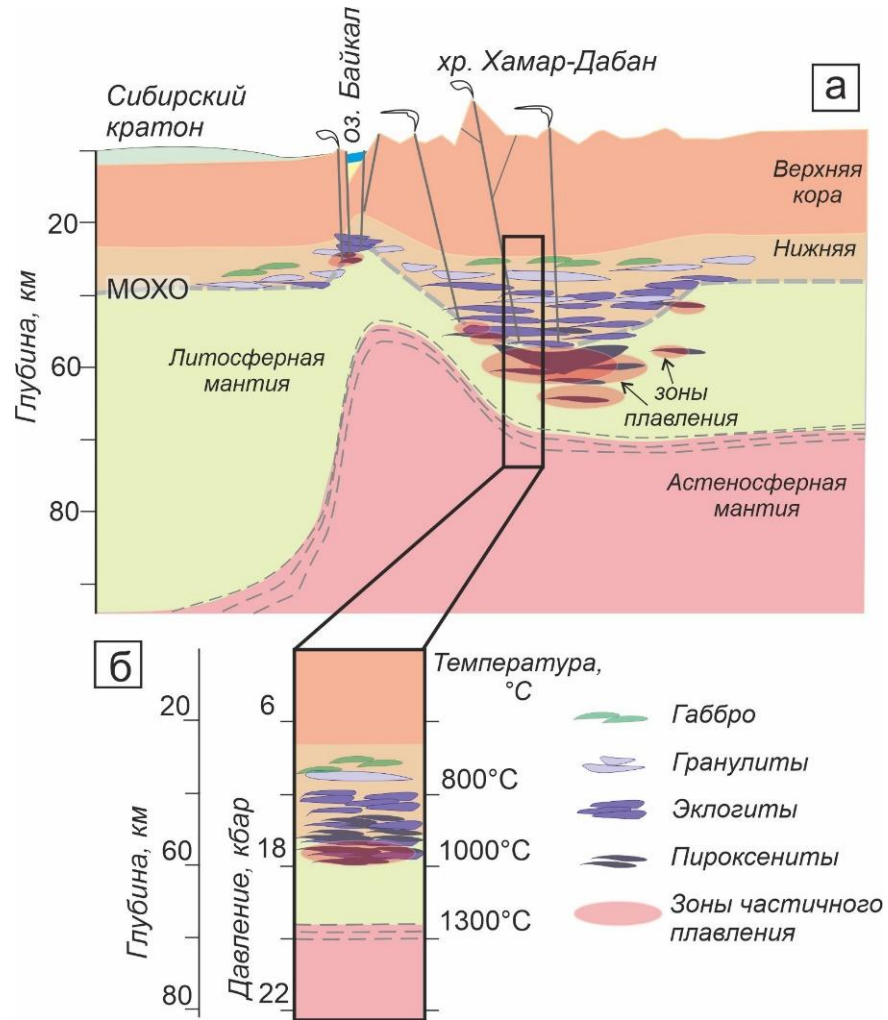 а
Сибирский
кратон
оз. Байкал
хр. Хамар-Дабан
Верхняя
кора
Нижняя
20
МОХО
Глубина, км
Литосферная
мантия
60
зоны
плавления
80
Астеносферная
мантия
б
Температура,
°С
20
6
800°С
Глубина, км
Давление, кбар
60
18
1000°С
1300°С
80
22
Габбро
Гранулиты
Эклогиты
Пироксениты
Зоны частичного
плавления